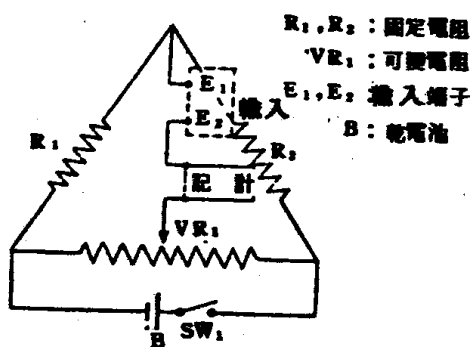 R₁,R₂：固定電阻
VR₁：可變電阻
E₁,E₂ 輸入端子
B：乾電池
E₁
E₂
輸入
R₁
R₂
記計
VR₁
B
SW₁